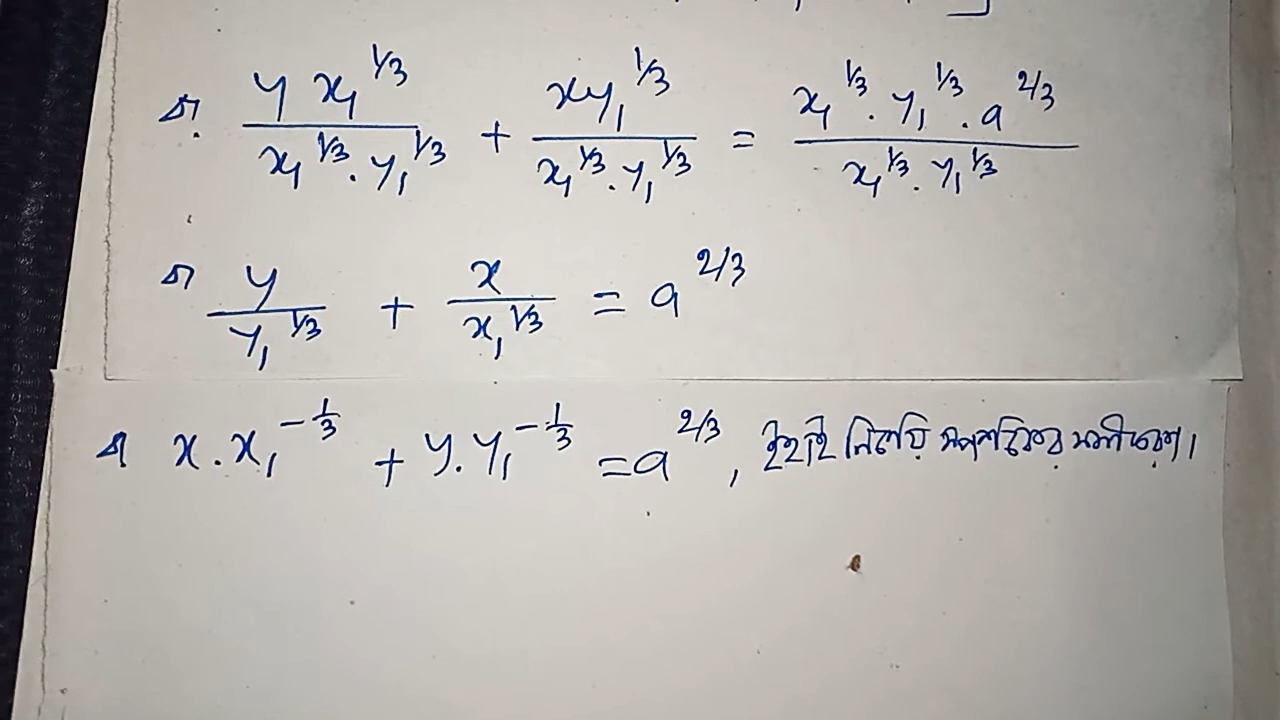 বা, y x₁^{1/3} / x₁^{1/3} . y₁^{1/3} + x y₁^{1/3} / x₁^{1/3} . y₁^{1/3} = x₁^{1/3} . y₁^{1/3} . a^{2/3} / x₁^{1/3} . y₁^{1/3}
বা y / y₁^{1/3} + x / x₁^{1/3} = a^{2/3}
বা x . x₁^{-1/3} + y . y₁^{-1/3} = a^{2/3} , ইহাই নির্ণেয় স্পর্শকের সমীকরণ।